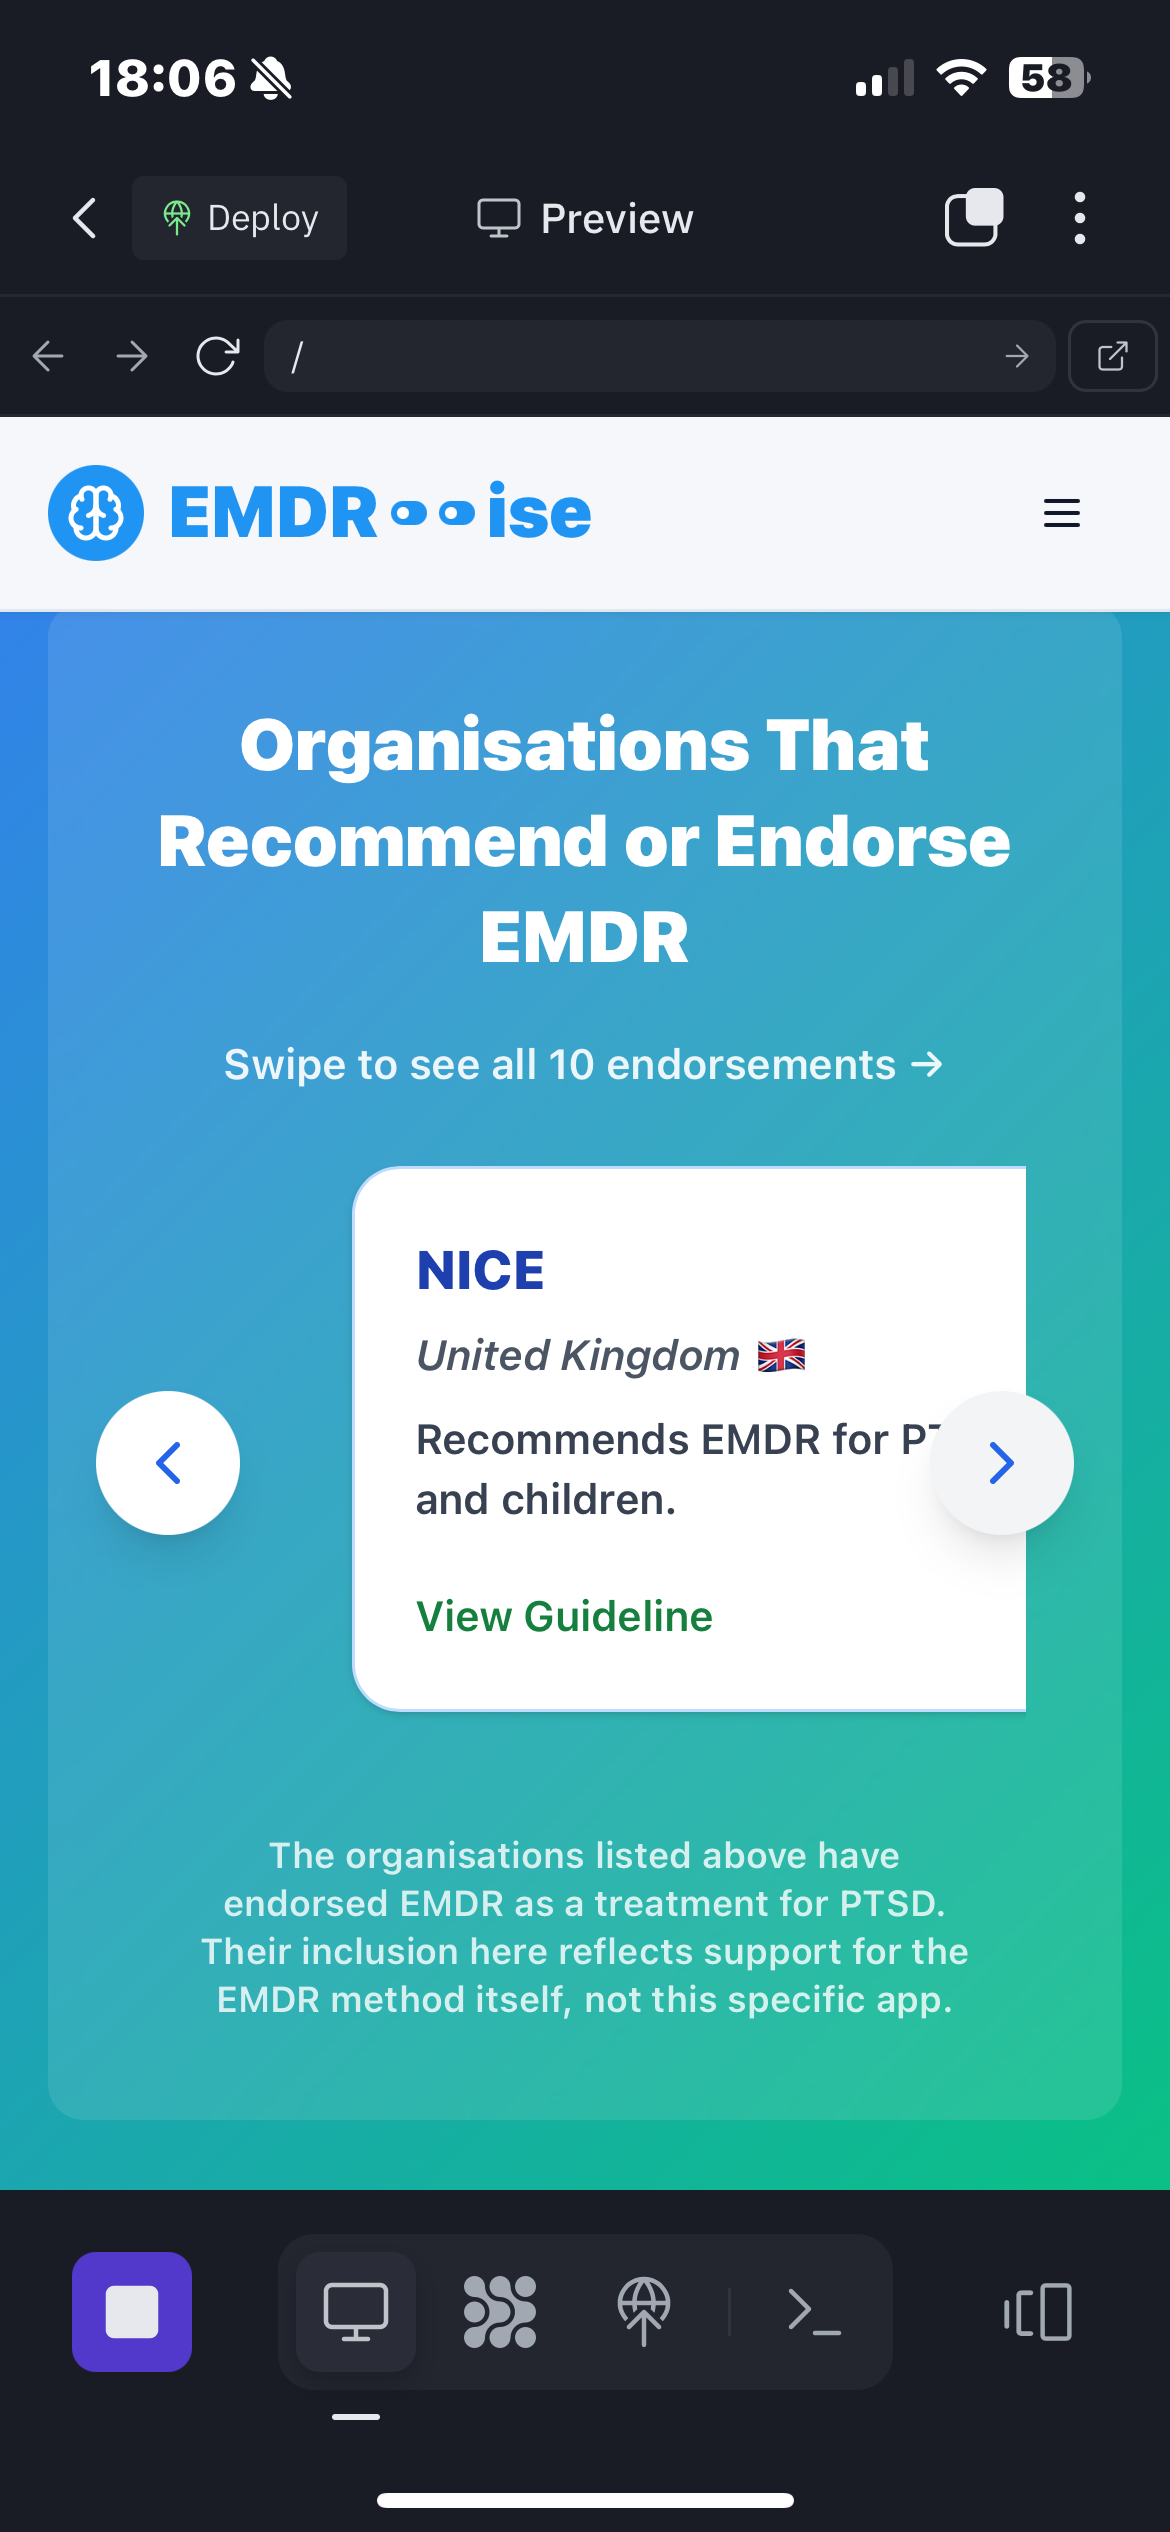 18:06
58
Deploy
Preview
/
EMDR ise
Organisations That
Recommend or Endorse
EMDR
Swipe to see all 10 endorsements →
NICE
United Kingdom 🇬🇧
Recommends EMDR for
and children.
View Guideline
The organisations listed above have
endorsed EMDR as a treatment for PTSD.
Their inclusion here reflects support for the
EMDR method itself, not this specific app.